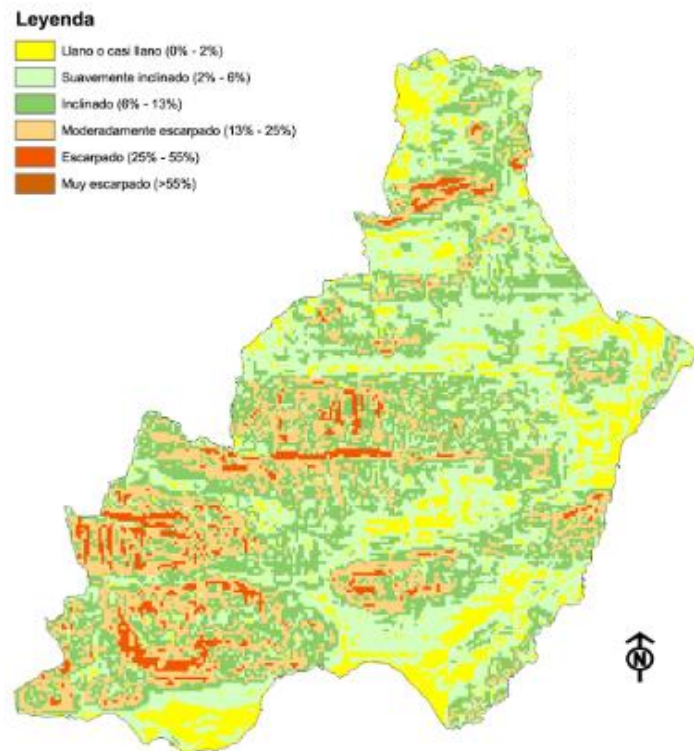 Leyenda
Llano o casi llano (0% - 2%)
Suavemente inclinado (2% - 6%)
Inclinado (6% - 13%)
Moderadamente escarpado (13% - 25%)
Escarpado (25% - 55%)
Muy escarpado (>55%)
N